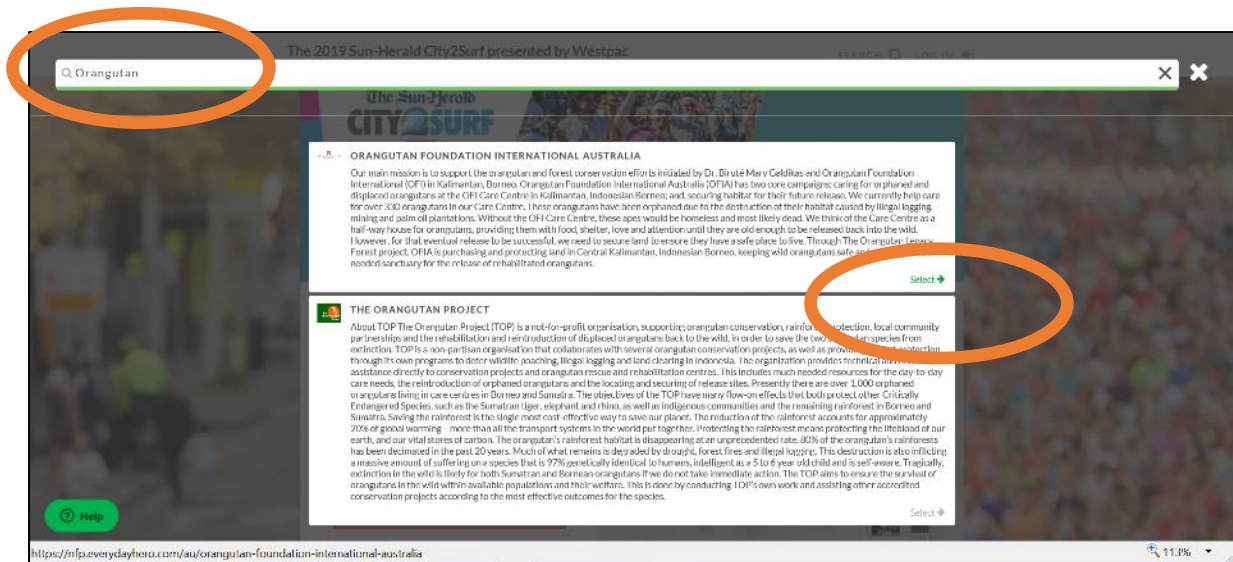 The 2019 Sun-Herald City2Surf presented by Westpac
SEARCH LOG IN
Orangutan
The Sun-Herald
CITY2SURF
ORANGUTAN FOUNDATION INTERNATIONAL AUSTRALIA
Our main mission is to support the orangutan and forest conservation efforts initiated by Dr. Biruté Mary Galdikas and Orangutan Foundation
International (OFI) in Kalimantan, Borneo. Orangutan Foundation International Australia (OFIA) has two core campaigns; caring for orphaned and
displaced orangutans at the OFI Care Centre in Kalimantan, Indonesian Borneo; and, securing habitat for their future release. We currently help care
for over 330 orangutans in our Care Centre. These orangutans have been orphaned due to the destruction of their habitat caused by illegal logging,
mining and palm oil plantations. Without the OFI Care Centre, these apes would be homeless and most likely dead. We think of the Care Centre as a
half-way house for orangutans, providing them with food, shelter, love and attention until they are old enough to be released back into the wild.
However, for that eventual release to be successful, we need to secure land to ensure they have a safe place to live. Through The Orangutan Legacy
Forest project, OFIA is purchasing and protecting land in Central Kalimantan, Indonesian Borneo, keeping wild orangutans safe and
needed sanctuary for the release of rehabilitated orangutans.
Select
THE ORANGUTAN PROJECT
About TOP The Orangutan Project (TOP) is a not-for-profit organisation, supporting orangutan conservation, rainforest protection, local community
partnerships and the rehabilitation and reintroduction of displaced orangutans back to the wild, in order to save the two orangutan species from
extinction. TOP is a non-partisan organisation that collaborates with several orangutan conservation projects, as well as providing protection
through its own programs to deter wildlife poaching, illegal logging and land clearing in Indonesia. The organization provides technical and
assistance directly to conservation projects and orangutan rescue and rehabilitation centres. This includes much needed resources for the day-to-day
care needs, the reintroduction of orphaned orangutans and the locating and securing of release sites. Presently there are over 1,000 orphaned
orangutans living in care centres in Borneo and Sumatra. The objectives of the TOP have many flow-on effects that both protect other Critically
Endangered Species, such as the Sumatran tiger, elephant and rhino, as well as indigenous communities and the remaining rainforest in Borneo and
Sumatra. Saving the rainforest is the single most cost-effective way to save our planet. The reduction of the rainforest accounts for approximately
20% of global warming – more than all the transport systems in the world put together. Protecting the rainforest means protecting the lifeblood of our
earth, and our vital stores of carbon. The orangutan's rainforest habitat is disappearing at an unprecedented rate. 80% of the orangutan's rainforests
has been decimated in the past 20 years. Much of what remains is degraded by drought, forest fires and illegal logging. This destruction is also inflicting
a massive amount of suffering on a species that is 97% genetically identical to humans, intelligent as a 5 to 6 year old child and is self-aware. Tragically,
extinction in the wild is likely for both Sumatran and Bornean orangutans if we do not take immediate action. The TOP aims to ensure the survival of
orangutans in the wild within available populations and their welfare. This is done by conducting TOP's own work and assisting other accredited
conservation projects according to the most effective outcomes for the species.
Select
Help
https://nfp.everydayhero.com/au/orangutan-foundation-international-australia
113%